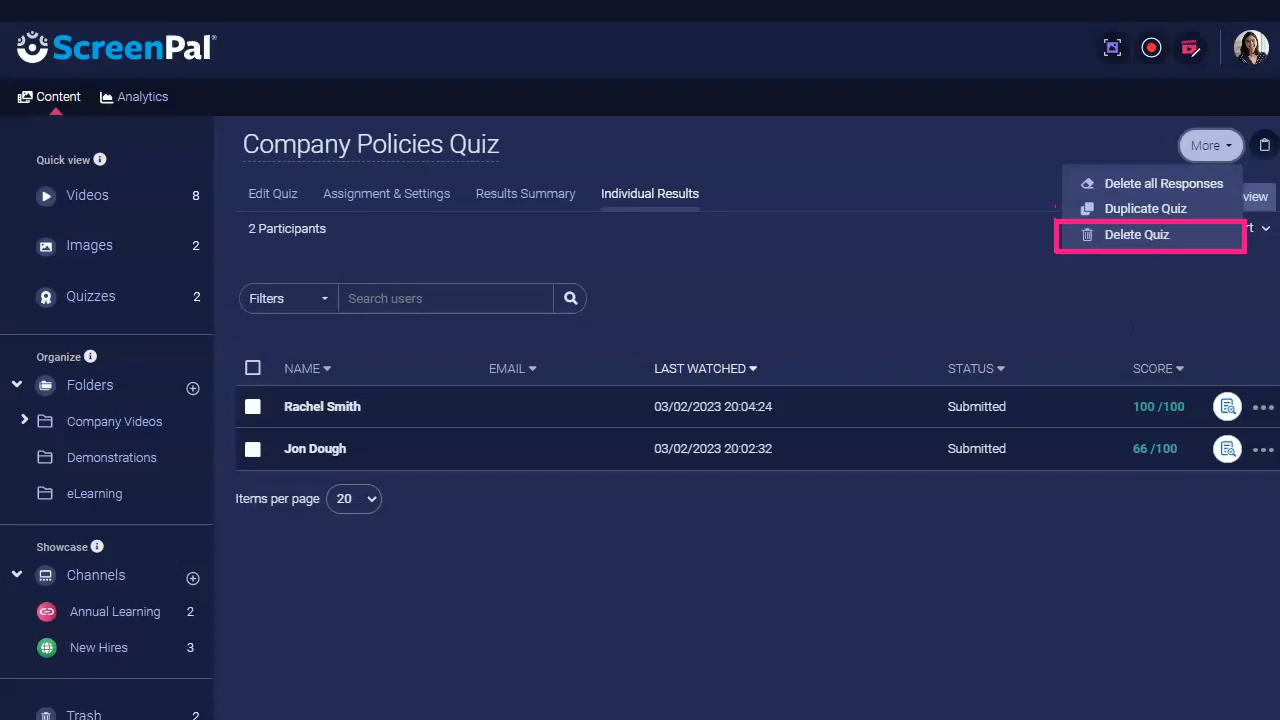 ScreenPal®
Content Analytics
Quick view
Videos 8
Images 2
Quizzes 2
Organize
Folders
Company Videos
Demonstrations
eLearning
Showcase
Channels
Annual Learning 2
New Hires 3
Trash 2
Company Policies Quiz
More
Delete all Responses
Duplicate Quiz
Delete Quiz
Edit Quiz Assignment & Settings Results Summary Individual Results
view
2 Participants
Filters Search users
NAME EMAIL LAST WATCHED STATUS SCORE
Rachel Smith 03/02/2023 20:04:24 Submitted 100 /100
Jon Dough 03/02/2023 20:02:32 Submitted 66 /100
Items per page 20